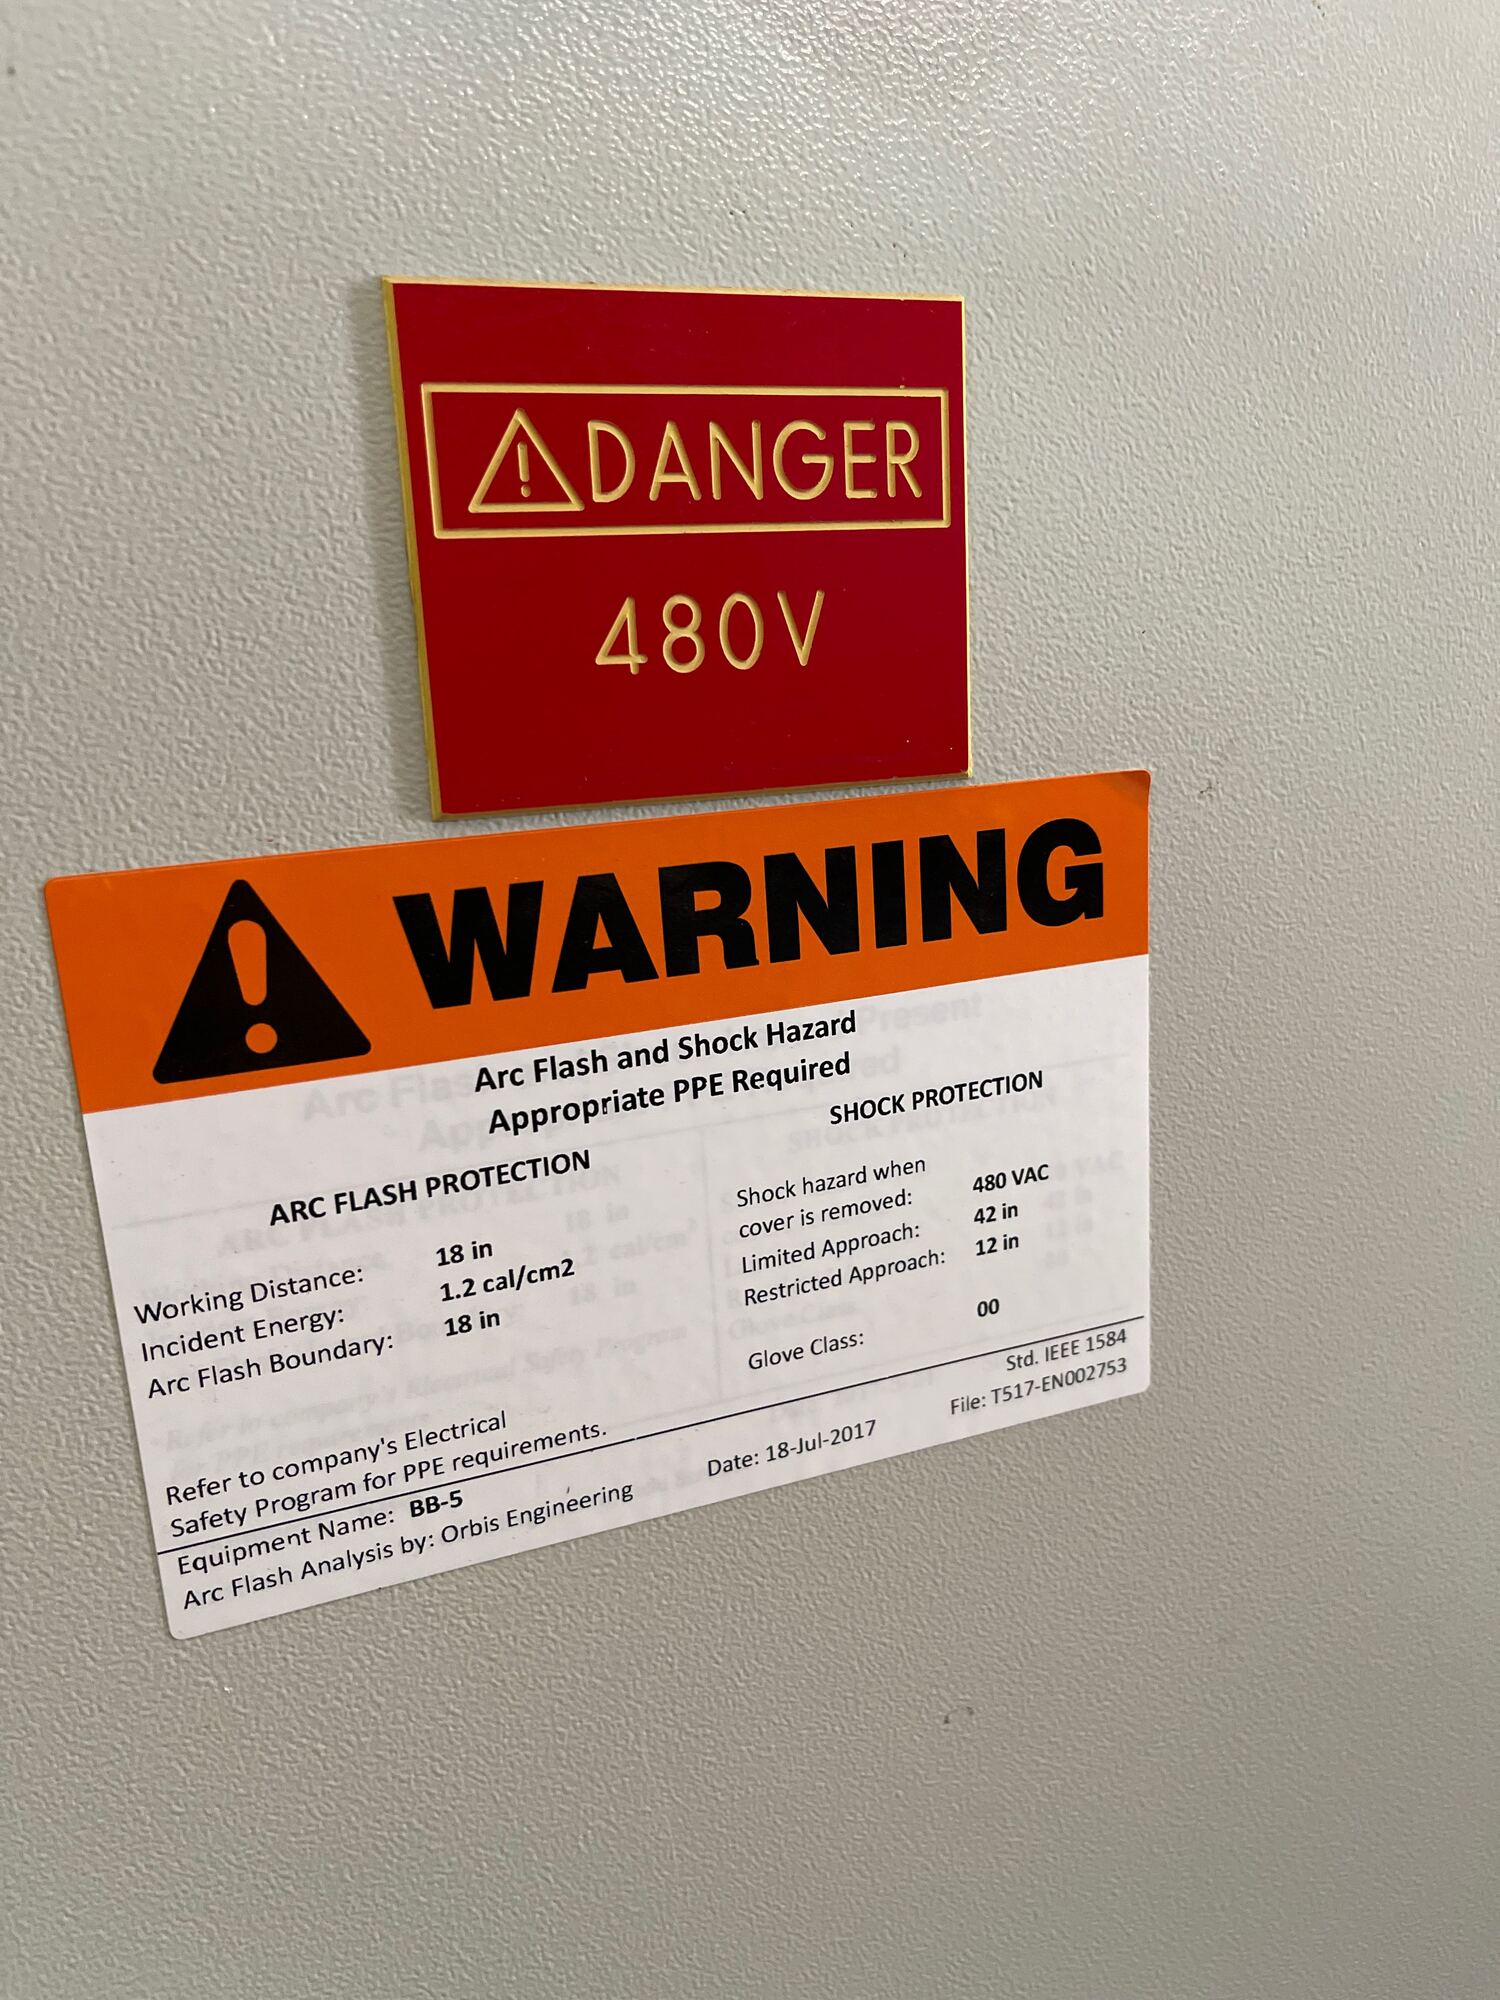 DANGER
480V
WARNING
Arc Flash and Shock Hazard
Appropriate PPE Required
ARC FLASH PROTECTION
Working Distance: 18 in
Incident Energy: 1.2 cal/cm2
Arc Flash Boundary: 18 in
Refer to company's Electrical
Safety Program for PPE requirements.
SHOCK PROTECTION
Shock hazard when
cover is removed: 480 VAC
Limited Approach: 42 in
Restricted Approach: 12 in
Glove Class: 00
Equipment Name: BB-5
Std. IEEE 1584
Arc Flash Analysis by: Orbis Engineering Date: 18-Jul-2017 File: T517-EN002753